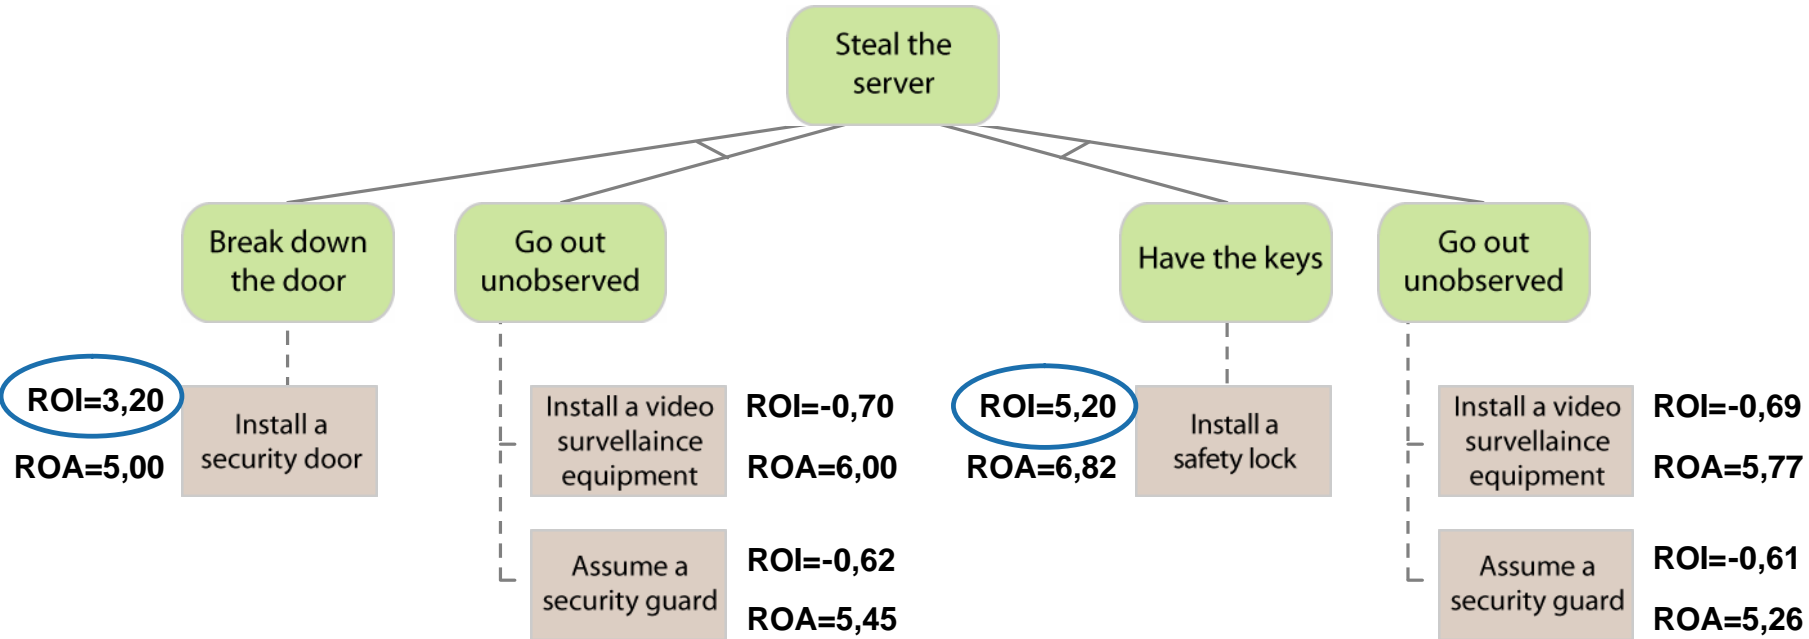 Steal the
server
Break down
the door
Go out
unobserved
Have the keys
Go out
unobserved
ROI=3,20
ROA=5,00
Install a
security door
Install a video
survellaince
equipment
ROI=-0,70
ROA=6,00
Assume a
security guard
ROI=-0,62
ROA=5,45
ROI=5,20
ROA=6,82
Install a
safety lock
Install a video
survellaince
equipment
ROI=-0,69
ROA=5,77
Assume a
security guard
ROI=-0,61
ROA=5,26